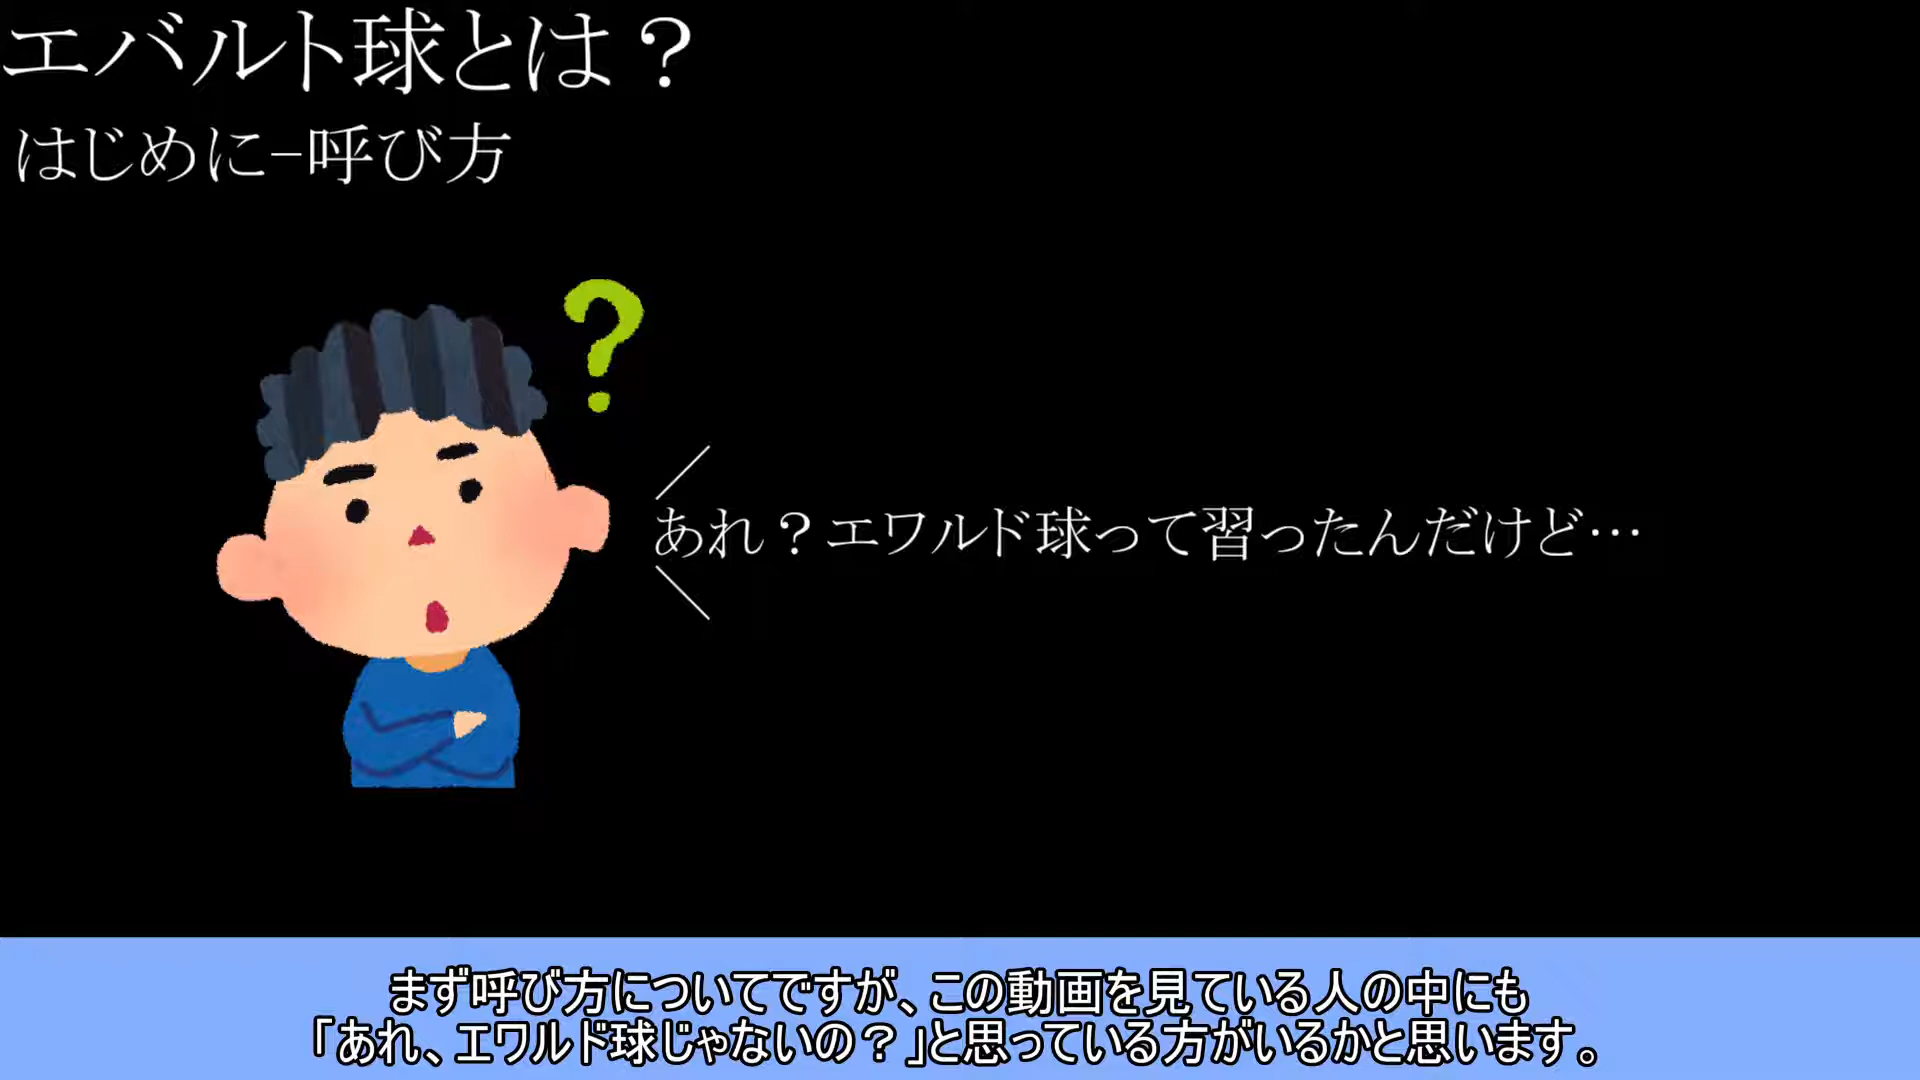 エバルト球とは？
はじめに−呼び方
？
あれ？エワルド球って習ったんだけど…
まず呼び方についてですが、この動画を見ている人の中にも
「あれ、エワルド球じゃないの？」と思っている方がいるかと思います。